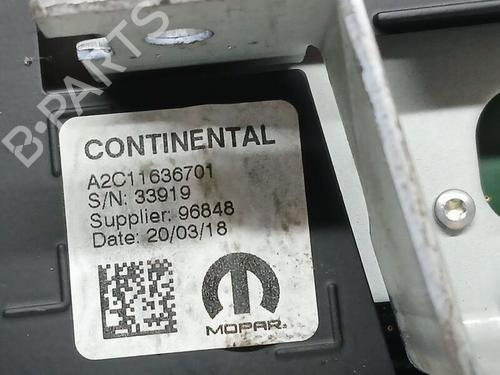 B-PARTS
CONTINENTAL
A2C11636701
S/N: 33919
Supplier: 96848
Date: 20/03/18
MOPAR